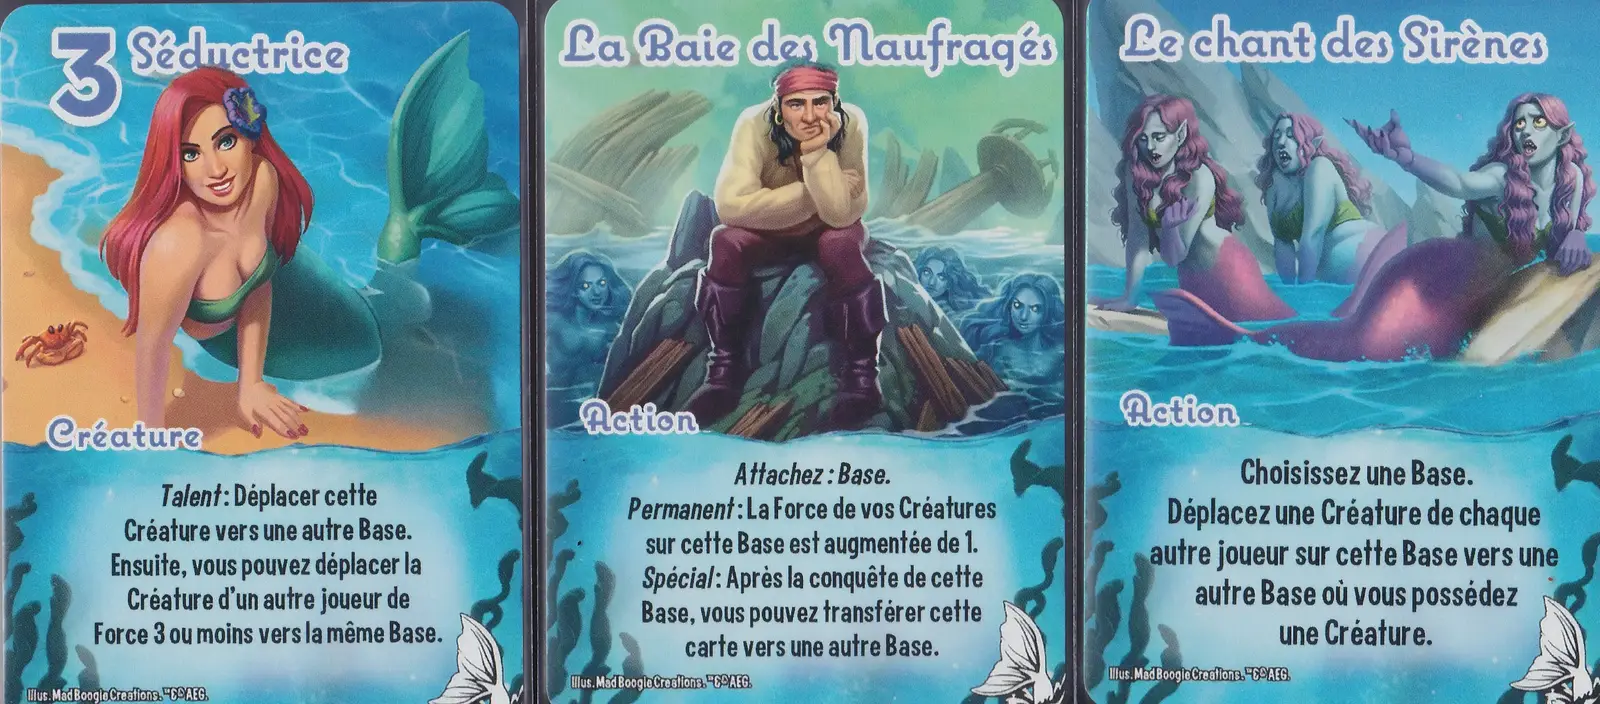 3
Séductrice
Créature
Talent : Déplacer cette
Créature vers une autre Base.
Ensuite, vous pouvez déplacer la
Créature d'un autre joueur de
Force 3 ou moins vers la même Base.
Illus. Mad Boogie Creations. ™&© AEG.
La Baie des Naufragés
Action
Attachez : Base.
Permanent : La Force de vos Créatures
sur cette Base est augmentée de 1.
Spécial : Après la conquête de cette
Base, vous pouvez transférer cette
carte vers une autre Base.
Illus. Mad Boogie Creations. ™&© AEG.
Le chant des Sirènes
Action
Choisissez une Base.
Déplacez une Créature de chaque
autre joueur sur cette Base vers une
autre Base où vous possédez
une Créature.
Illus. Mad Boogie Creations. ™&© AEG.